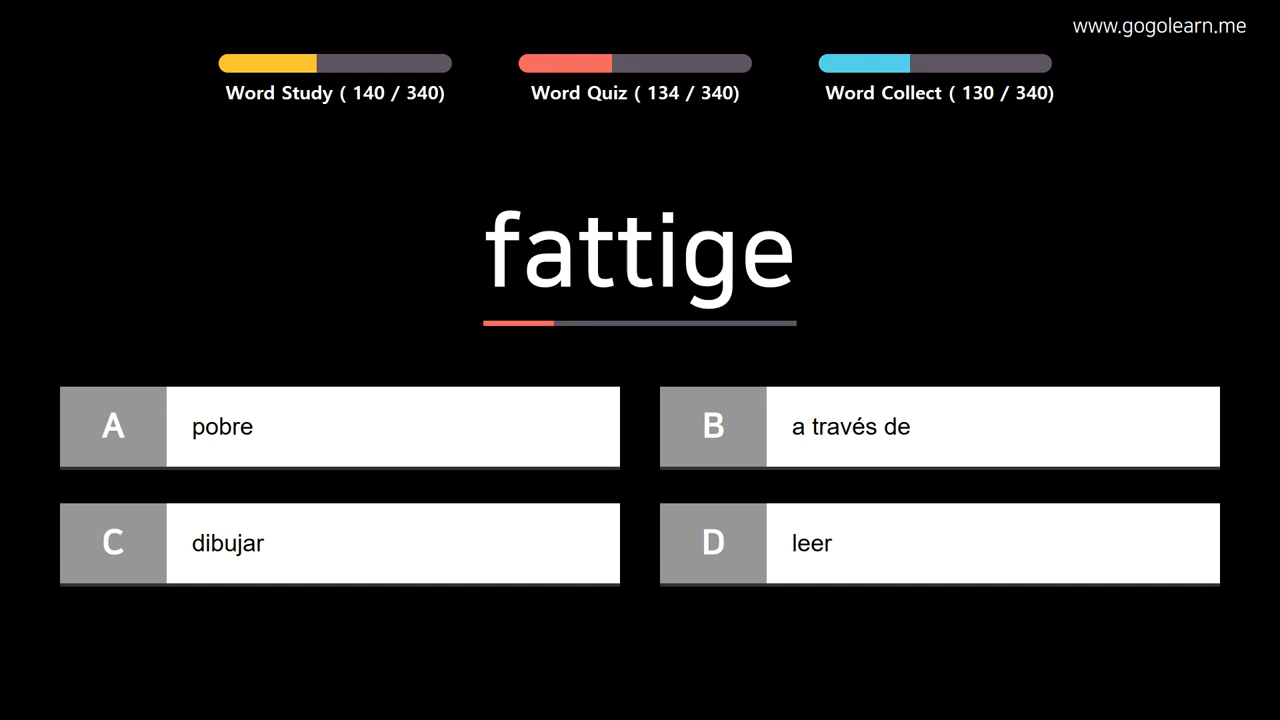 www.gogolearn.me
Word Study ( 140 / 340)
Word Quiz ( 134 / 340)
Word Collect ( 130 / 340)
fattige
A pobre
B a través de
C dibujar
D leer